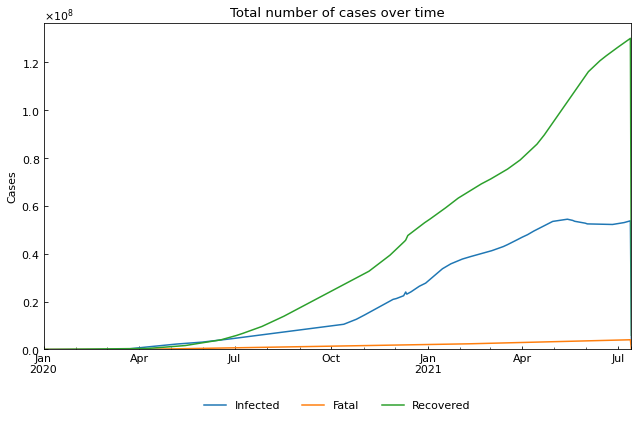 Total number of cases over time
×10⁸
1.2
1.0
0.8
0.6
0.4
0.2
0.0
Cases
Jan Apr Jul Oct Jan Apr Jul
2020 2021
Infected Fatal Recovered